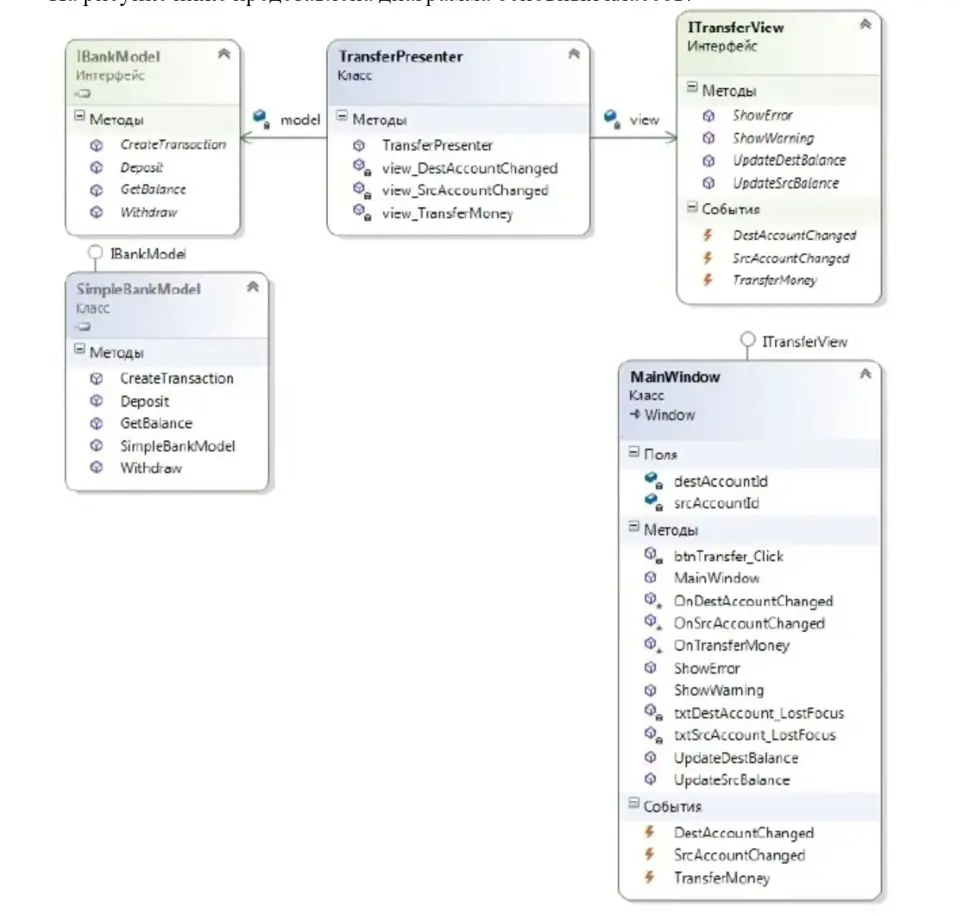 IBankModel
Интерфейс
Методы
CreateTransaction
Deposit
GetBalance
Withdraw
model
TransferPresenter
Класс
Методы
TransferPresenter
view_DestAccountChanged
view_SrcAccountChanged
view_TransferMoney
view
ITransferView
Интерфейс
Методы
ShowError
ShowWarning
UpdateDestBalance
UpdateSrcBalance
События
DestAccountChanged
SrcAccountChanged
TransferMoney
IBankModel
SimpleBankModel
Класс
Методы
CreateTransaction
Deposit
GetBalance
SimpleBankModel
Withdraw
ITransferView
MainWindow
Класс
Window
Поля
destAccountId
srcAccountId
Методы
btnTransfer_Click
MainWindow
OnDestAccountChanged
OnSrcAccountChanged
OnTransferMoney
ShowError
ShowWarning
txtDestAccount_LostFocus
txtSrcAccount_LostFocus
UpdateDestBalance
UpdateSrcBalance
События
DestAccountChanged
SrcAccountChanged
TransferMoney